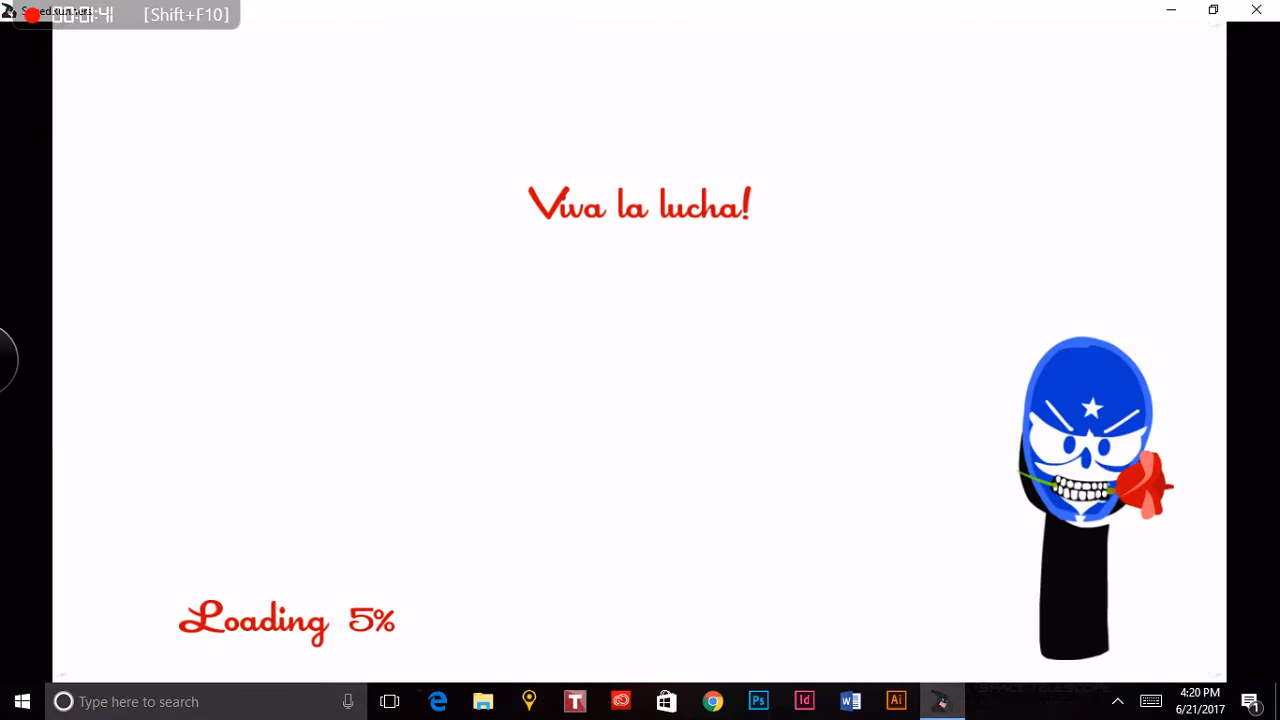 [Shift+F10]
Viva la lucha!
Loading 5%
Type here to search
4:20 PM
6/21/2017